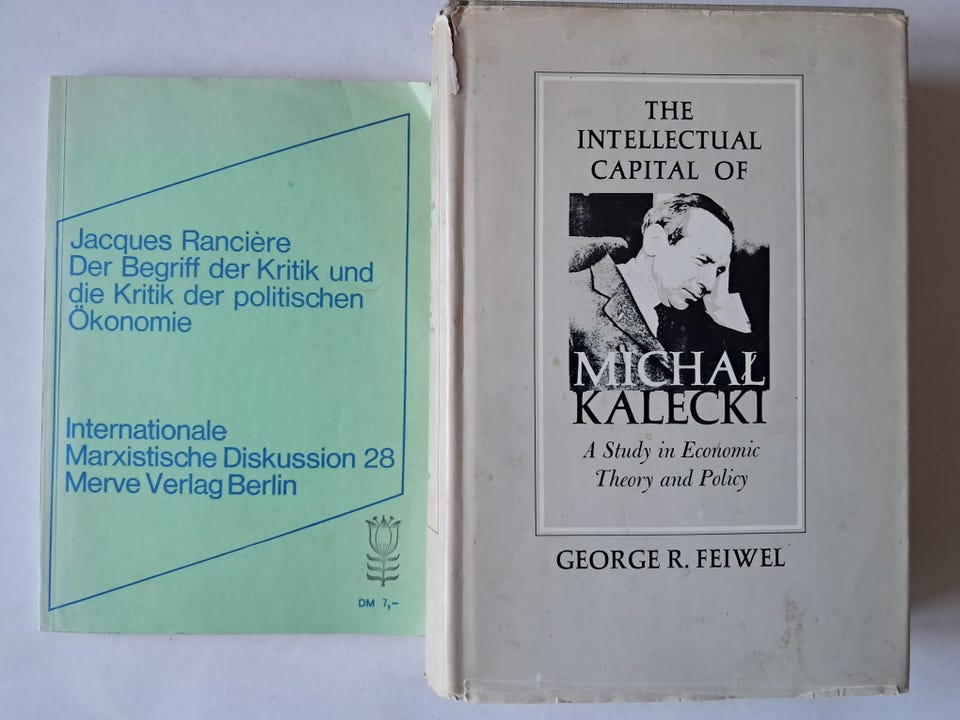 Jacques Rancière
Der Begriff der Kritik und
die Kritik der politischen
Ökonomie
Internationale
Marxistische Diskussion 28
Merve Verlag Berlin
DM 7,–
THE
INTELLECTUAL
CAPITAL OF
MICHAŁ
KALECKI
A Study in Economic
Theory and Policy
GEORGE R. FEIWEL